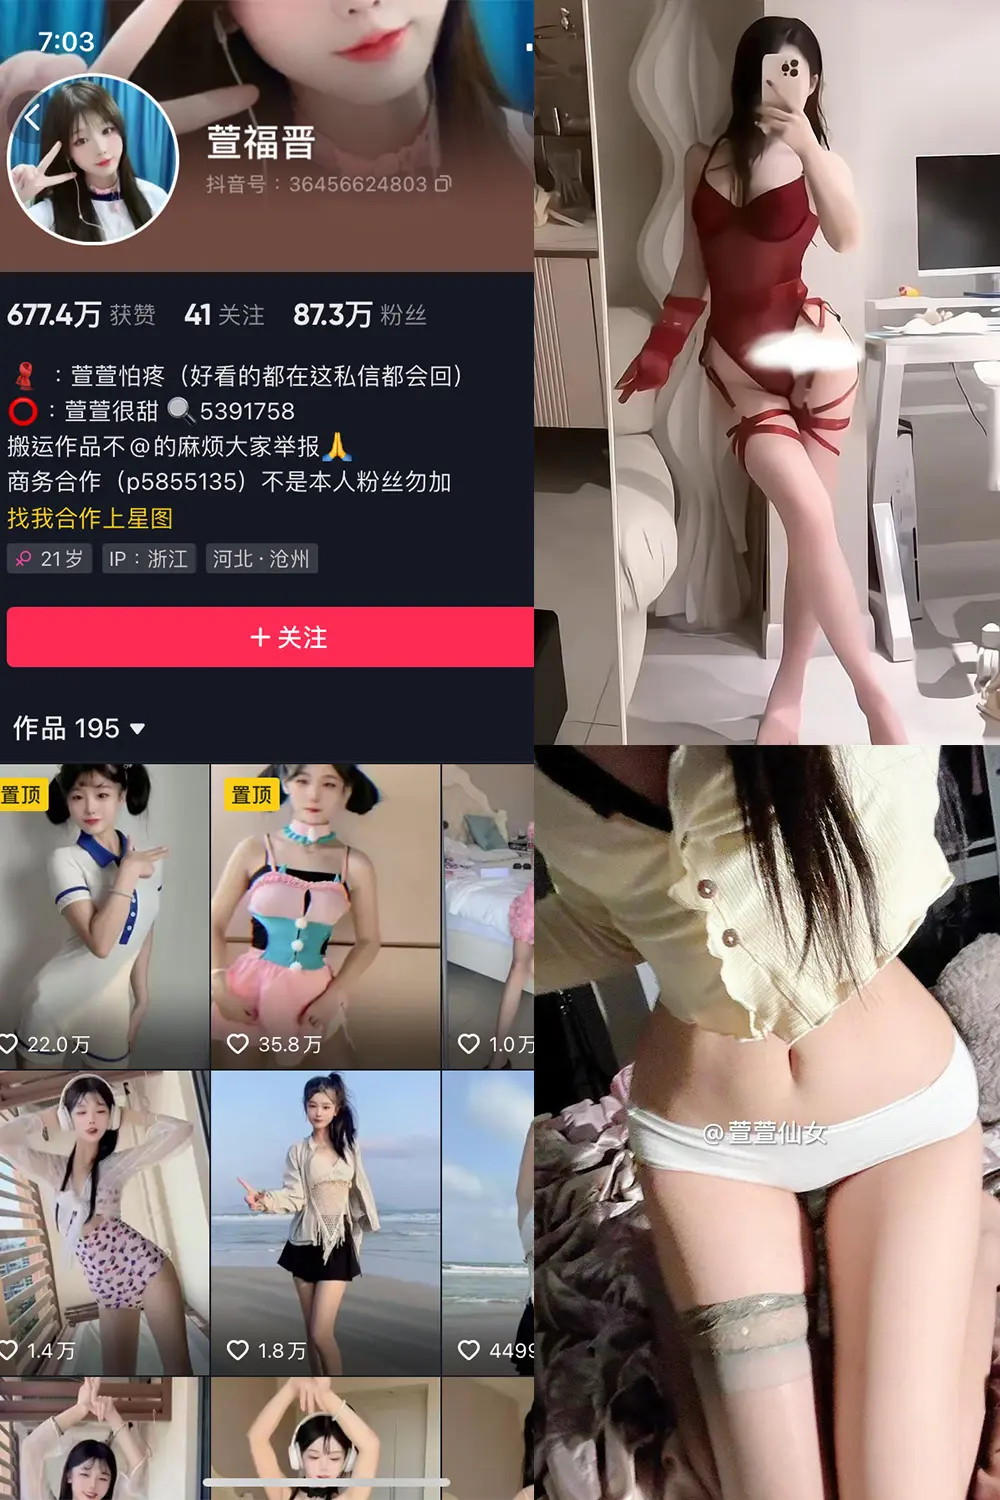 7:03
萱福晋
抖音号：36456624803
677.4万 获赞 41 关注 87.3万 粉丝
：萱萱怕疼（好看的都在这私信都会回）
：萱萱很甜 5391758
搬运作品不@的麻烦大家举报
商务合作（p5855135）不是本人粉丝勿加
找我合作上星图
21岁 IP：浙江 河北·沧州
+关注
作品 195
置顶 置顶
22.0万 35.8万 1.0万
1.4万 1.8万 4499
@萱萱仙女